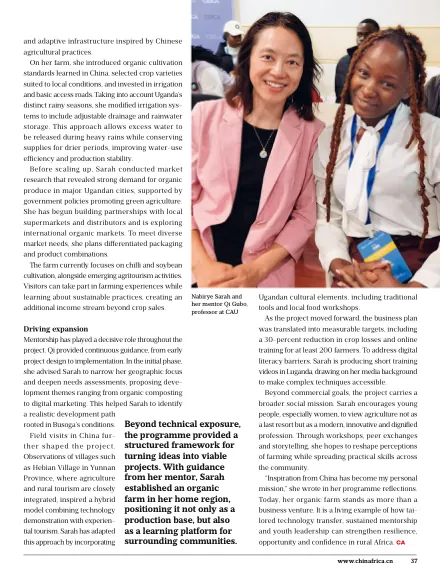 and adaptive infrastructure inspired by Chinese
agricultural practices.
On her farm, she introduced organic cultivation
standards learned in China, selected crop varieties
suited to local conditions, and invested in irrigation
and basic access roads. Taking into account Uganda's
distinct rainy seasons, she modified irrigation sys-
tems to include adjustable drainage and rainwater
storage. This approach allows excess water to
be released during heavy rains while conserving
supplies for drier periods, improving water-use
efficiency and production stability.
Before scaling up, Sarah conducted market
research that revealed strong demand for organic
produce in major Ugandan cities, supported by
government policies promoting green agriculture.
She has begun building partnerships with local
supermarkets and distributors and is exploring
international organic markets. To meet diverse
market needs, she plans differentiated packaging
and product combinations.
The farm currently focuses on chilli and soybean
cultivation, alongside emerging agritourism activities.
Visitors can take part in farming experiences while
learning about sustainable practices, creating an
additional income stream beyond crop sales.
Driving expansion
Mentorship has played a decisive role throughout the
project. Qi provided continuous guidance, from early
project design to implementation. In the initial phase,
she advised Sarah to narrow her geographic focus
and deepen needs assessments, proposing deve-
lopment themes ranging from organic composting
to digital marketing. This helped Sarah to identify
a realistic development path
rooted in Busoga's conditions.
Field visits in China fur-
ther shaped the project.
Observations of villages such
as Hebian Village in Yunnan
Province, where agriculture
and rural tourism are closely
integrated, inspired a hybrid
model combining technology
demonstration with experien-
tial tourism. Sarah has adapted
this approach by incorporating
Beyond technical exposure,
the programme provided a
structured framework for
turning ideas into viable
projects. With guidance
from her mentor, Sarah
established an organic
farm in her home region,
positioning it not only as a
production base, but also
as a learning platform for
surrounding communities.
Nabirye Sarah and
her mentor Qi Gubo,
professor at CAU
Ugandan cultural elements, including traditional
tools and local food workshops.
As the project moved forward, the business plan
was translated into measurable targets, including
a 30-percent reduction in crop losses and online
training for at least 200 farmers. To address digital
literacy barriers, Sarah is producing short training
videos in Luganda, drawing on her media background
to make complex techniques accessible.
Beyond commercial goals, the project carries a
broader social mission. Sarah encourages young
people, especially women, to view agriculture not as
a last resort but as a modern, innovative and dignified
profession. Through workshops, peer exchanges
and storytelling, she hopes to reshape perceptions
of farming while spreading practical skills across
the community.
"Inspiration from China has become my personal
mission," she wrote in her programme reflections.
Today, her organic farm stands as more than a
business venture. It is a living example of how tai-
lored technology transfer, sustained mentorship
and youth leadership can strengthen resilience,
opportunity and confidence in rural Africa. CA
www.chinafrica.cn 37